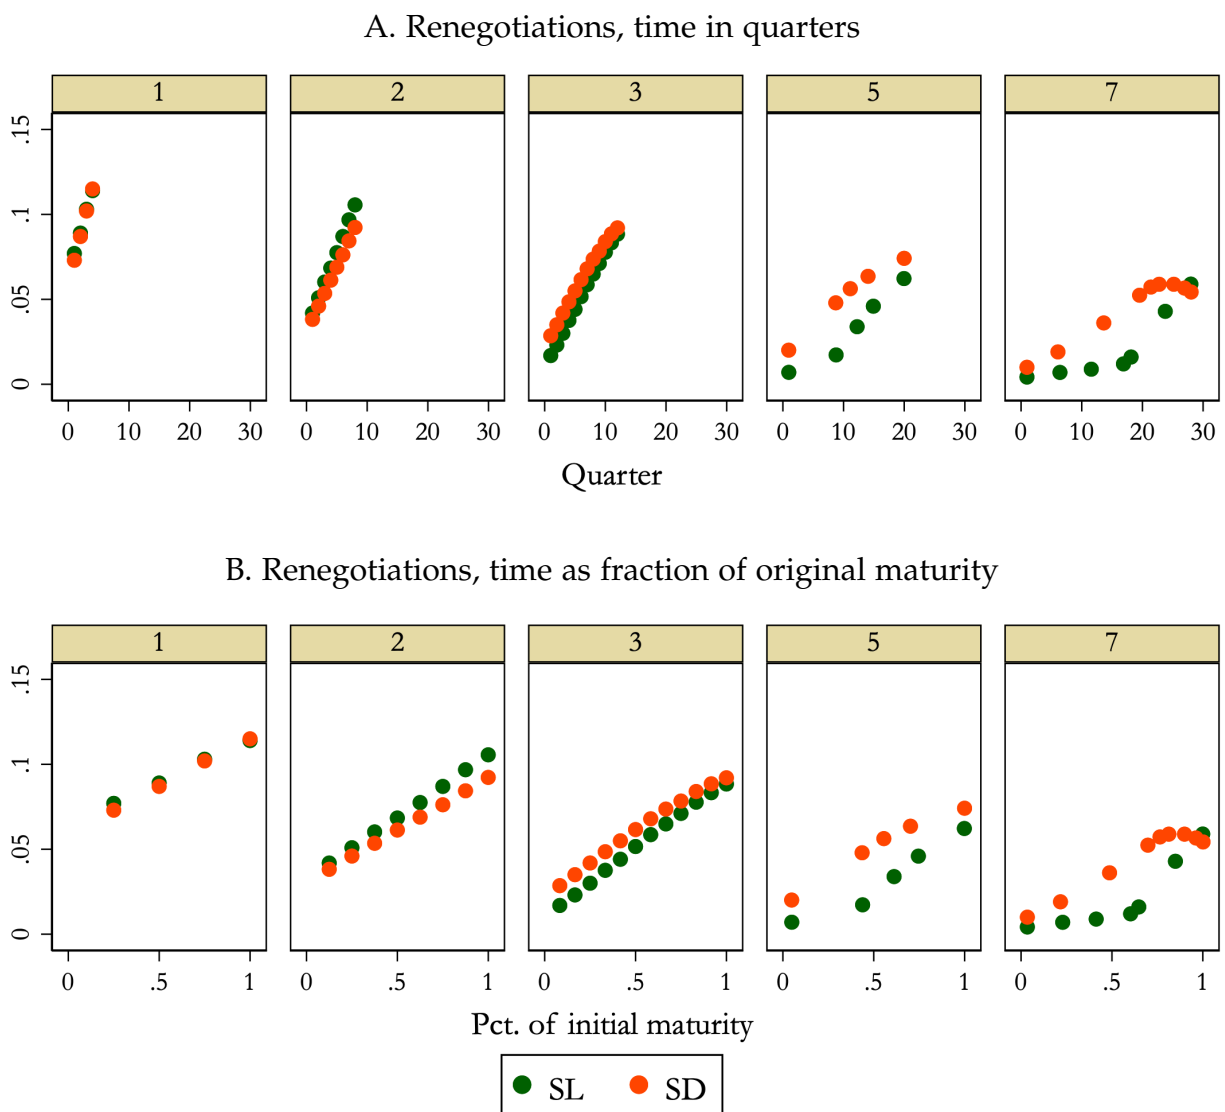 A. Renegotiations, time in quarters
1 2 3 5 7
.15
.1
.05
0
0 10 20 30 0 10 20 30 0 10 20 30 0 10 20 30 0 10 20 30
Quarter
B. Renegotiations, time as fraction of original maturity
1 2 3 5 7
.15
.1
.05
0
0 .5 1 0 .5 1 0 .5 1 0 .5 1 0 .5 1
Pct. of initial maturity
SL SD